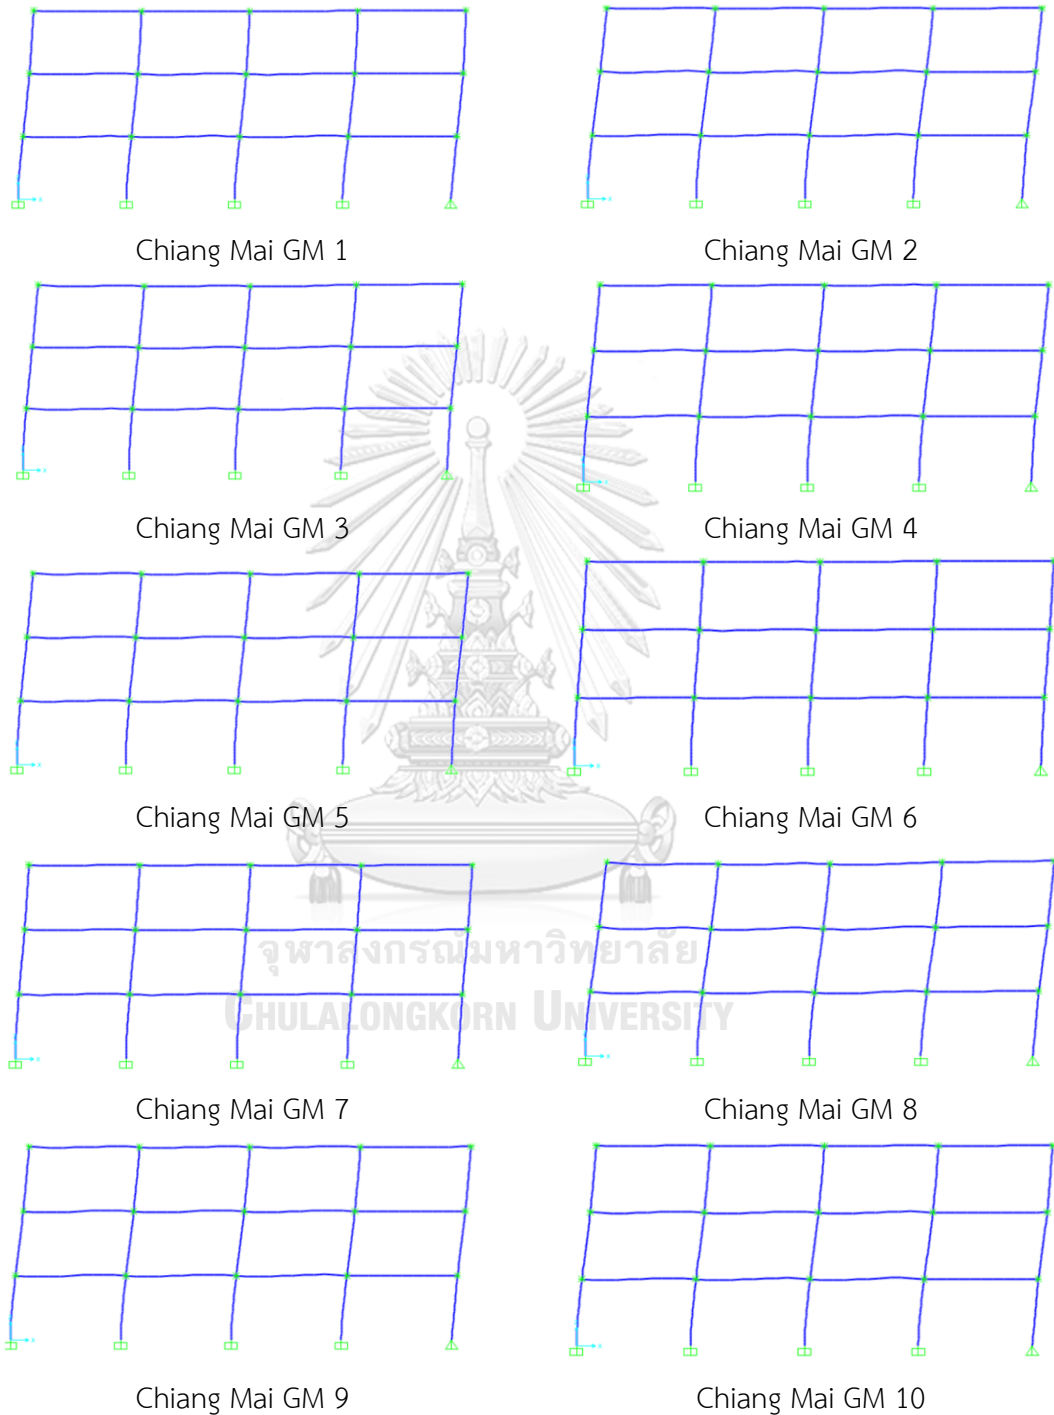 Chiang Mai GM 1
Chiang Mai GM 2
Chiang Mai GM 3
Chiang Mai GM 4
Chiang Mai GM 5
Chiang Mai GM 6
จุฬาลงกรณ์มหาวิทยาลัย
CHULALONGKORN UNIVERSITY
Chiang Mai GM 7
Chiang Mai GM 8
Chiang Mai GM 9
Chiang Mai GM 10